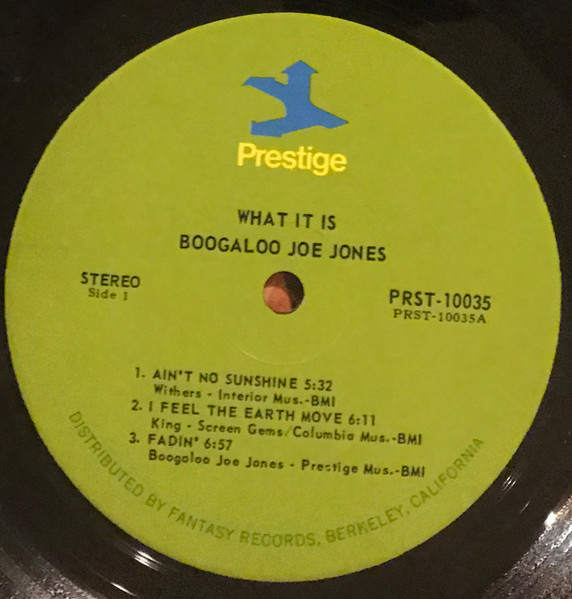 Prestige
WHAT IT IS
BOOGALOO JOE JONES
STEREO
Side 1
PRST-10035
PRST-10035A
1. AIN'T NO SUNSHINE 5:32
Withers - Interior Mus.-BMI
2. I FEEL THE EARTH MOVE 6:11
King - Screen Gems/Columbia Mus.-BMI
3. FADIN' 6:57
Boogaloo Joe Jones - Prestige Mus.-BMI
DISTRIBUTED BY FANTASY RECORDS, BERKELEY, CALIFORNIA